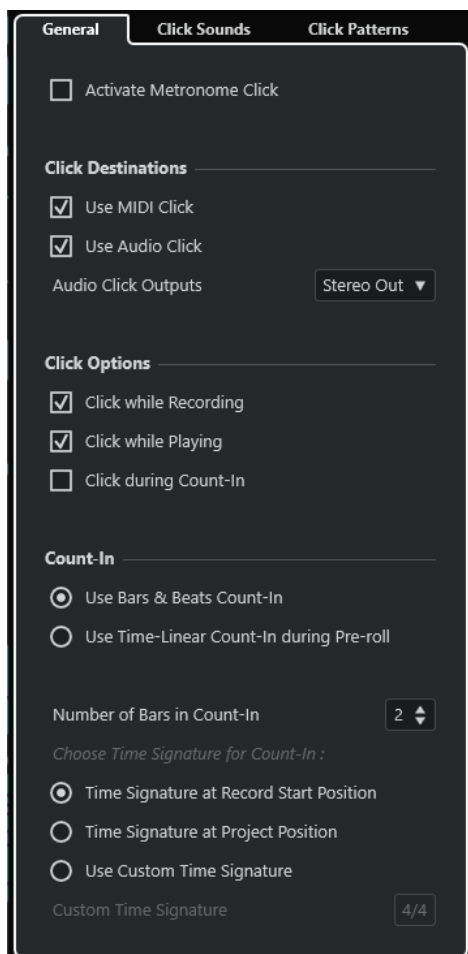 General Click Sounds Click Patterns
Activate Metronome Click
Click Destinations
Use MIDI Click
Use Audio Click
Audio Click Outputs Stereo Out
Click Options
Click while Recording
Click while Playing
Click during Count-In
Count-In
Use Bars & Beats Count-In
Use Time-Linear Count-In during Pre-roll
Number of Bars in Count-In 2
Choose Time Signature for Count-In :
Time Signature at Record Start Position
Time Signature at Project Position
Use Custom Time Signature
Custom Time Signature 4/4